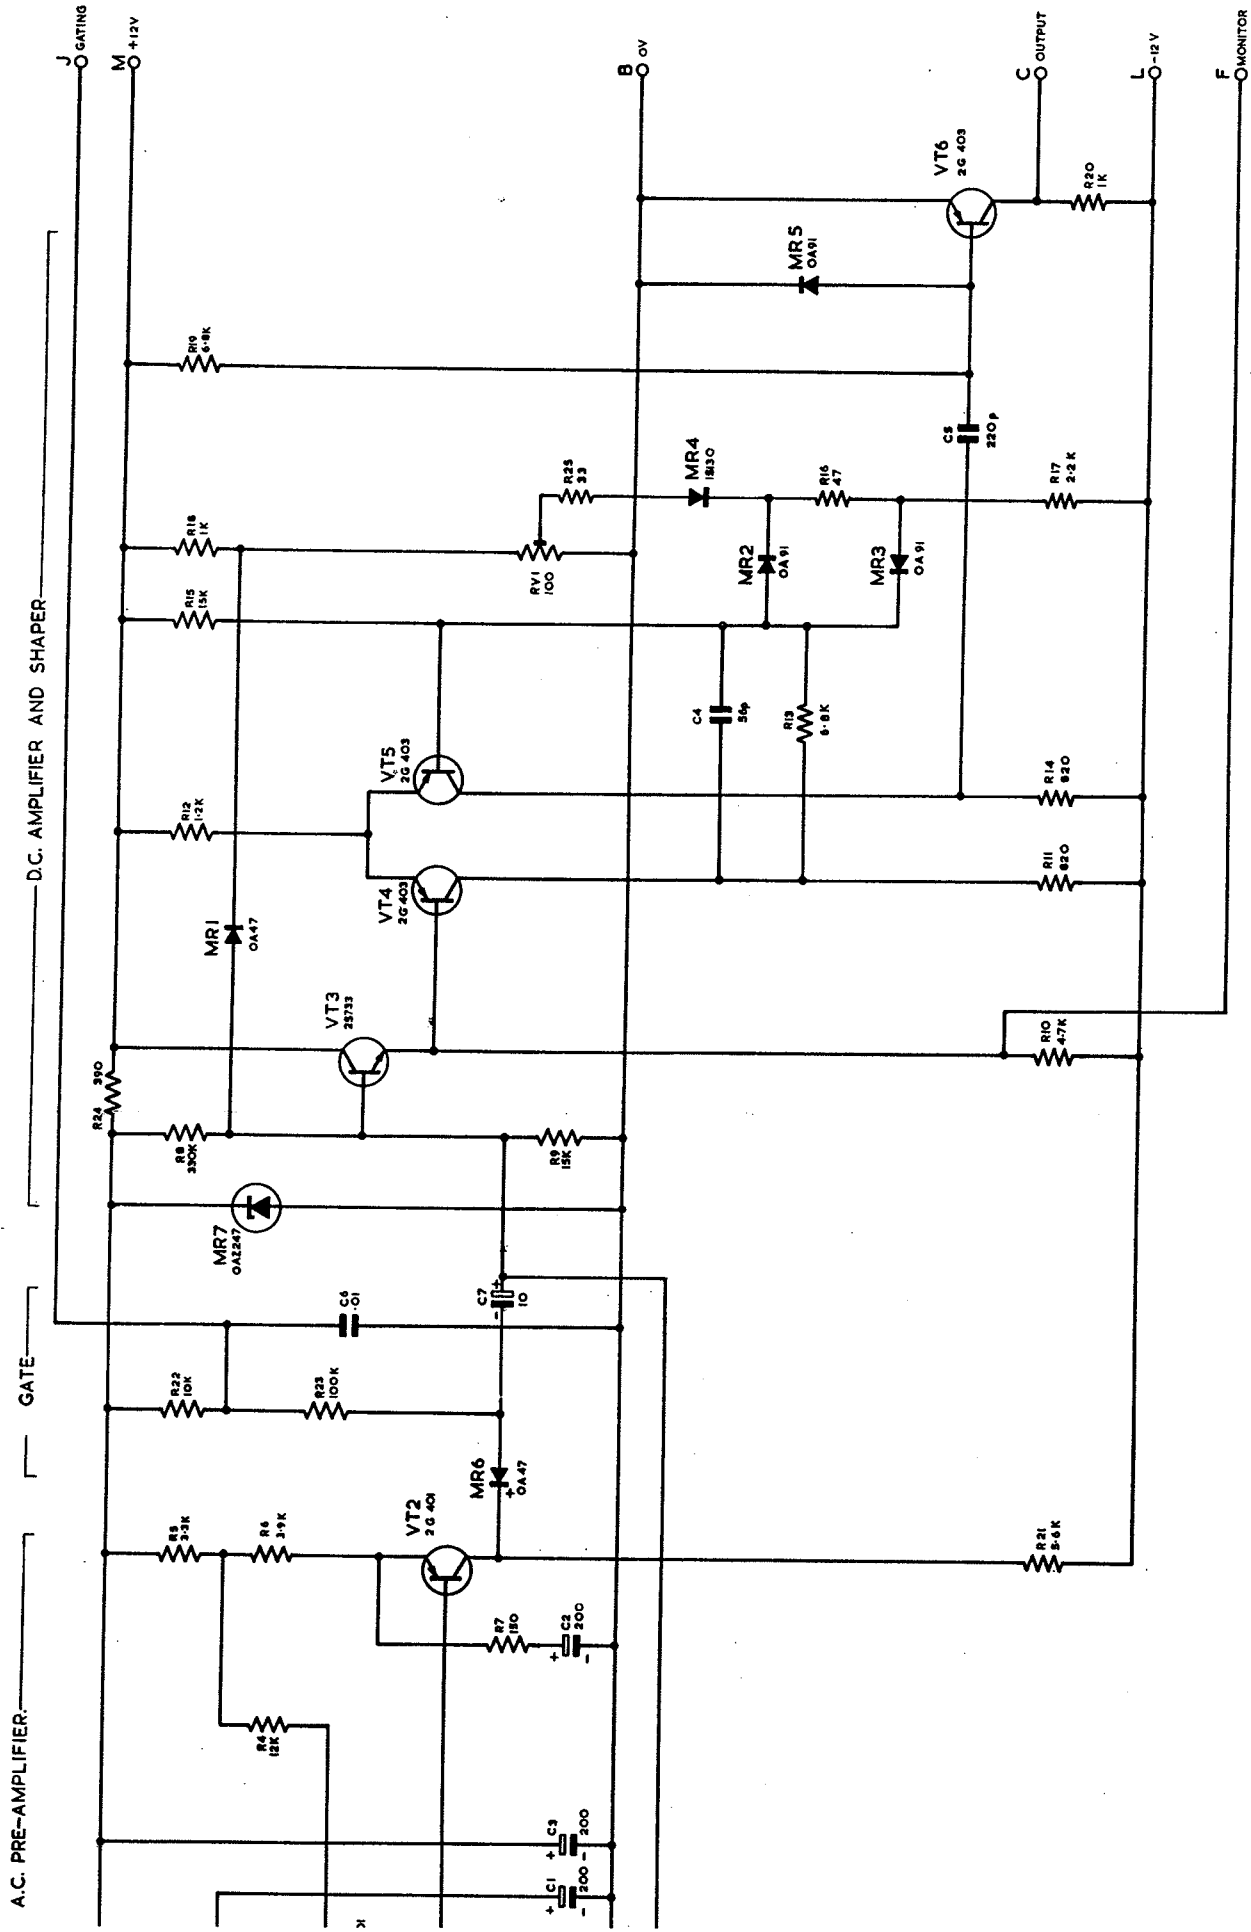 A.C. PRE-AMPLIFIER.
GATE
D.C. AMPLIFIER AND SHAPER
J GATING
M +12V
B 0V
C OUTPUT
L -12V
F MONITOR
R5
3·3K
R6
3·9K
R4
12K
VT2
2G 401
R7
150
+ C2
- 200
+ C3
- 200
+ C1
- 200
R21
5·6K
MR6
+ OA47
R22
10K
R23
100K
C6
·01
- C7 +
10
MR7
OAZ247
R24 390
R8
330K
R9
15K
VT3
2S733
R10
4·7K
MR1
OA47
VT4
2G 403
VT5
2G 403
R12
1·2K
R11
820
R14
820
C4
56p
R13
6·8K
R15
15K
R18
1K
RV1
100
R25
33
MR4
1S130
MR2
OA91
MR3
OA91
R16
47
R17
2·2K
C5
220p
R19
6·8K
MR5
OA91
VT6
2G 403
R20
1K